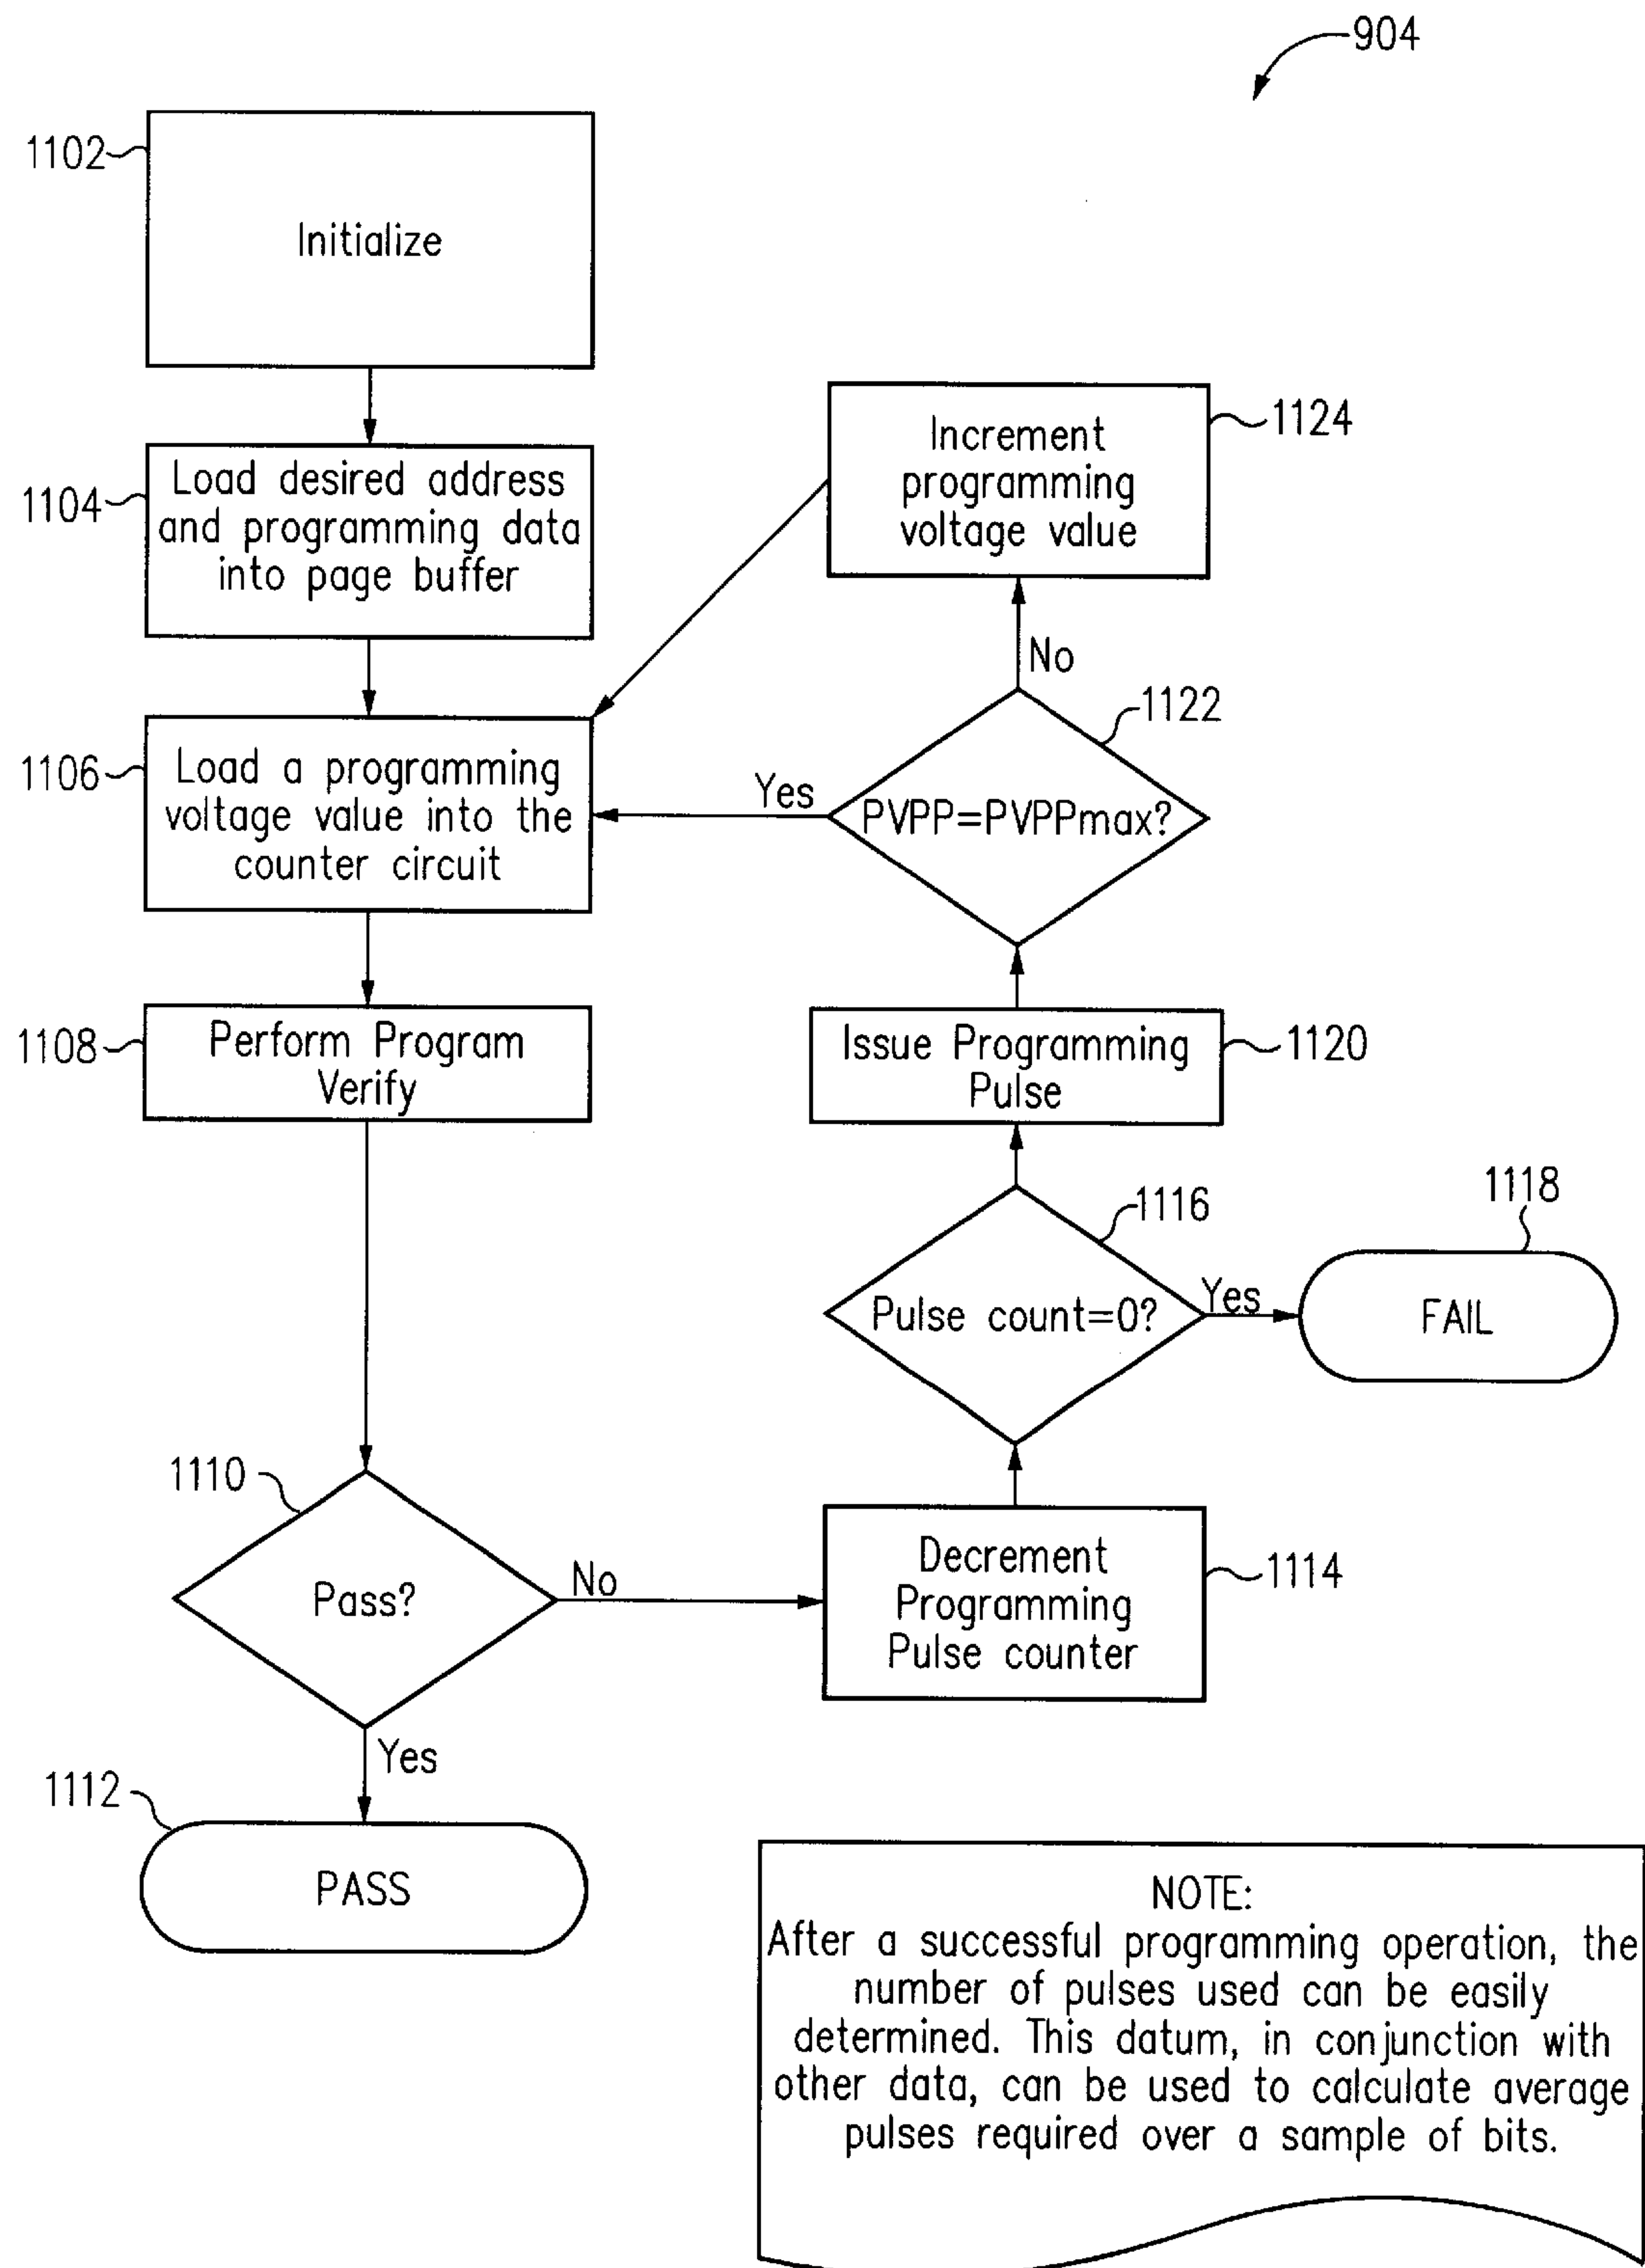 904
1102
Initialize
1104
Load desired address
and programming data
into page buffer
1106
Load a programming
voltage value into the
counter circuit
1108
Perform Program
Verify
1110
Pass?
No
Yes
1112
PASS
1124
Increment
programming
voltage value
No
1122
Yes
PVPP=PVPPmax?
Issue Programming
Pulse
1120
1116
1118
Pulse count=0?
Yes
FAIL
Decrement
Programming
Pulse counter
1114
NOTE:
After a successful programming operation, the
number of pulses used can be easily
determined. This datum, in conjunction with
other data, can be used to calculate average
pulses required over a sample of bits.